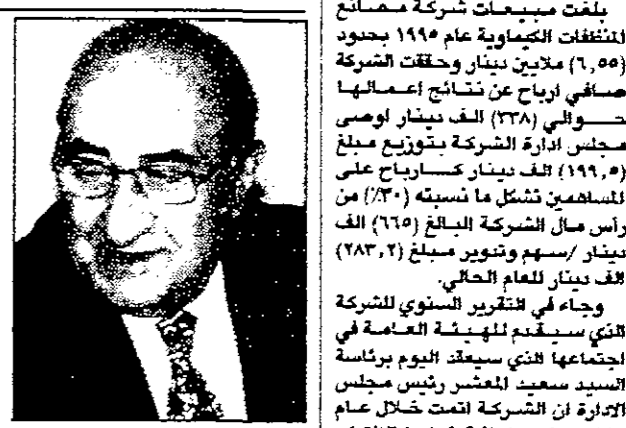 بلغت مبيعات شركة مصانع
المنظفات الكيماوية عام ١٩٩٥ بحدود
(٦,٥٥) ملايين دينار وحققت الشركة
صافي ارباح عن نتائج اعمالها
حوالي (٣٣٨) الف دينار اوصى
مجلس ادارة الشركة بتوزيع مبلغ
(١٩٩,٥) الف دينار كارباح على
المساهمين تشكل ما نسبته (٣٠٪) من
رأس مال الشركة البالغ (٦٦٥) الف
دينار /سهم وتدوير مبلغ (٢٨٣,٢)
الف دينار للعام الحالي.
وجاء في التقرير السنوي للشركة
الذي سيقدم للهيئة العامة في
اجتماعها الذي سيعقد اليوم برئاسة
السيد سعيد المعشر رئيس مجلس
الادارة ان الشركة اتمت خلال عام